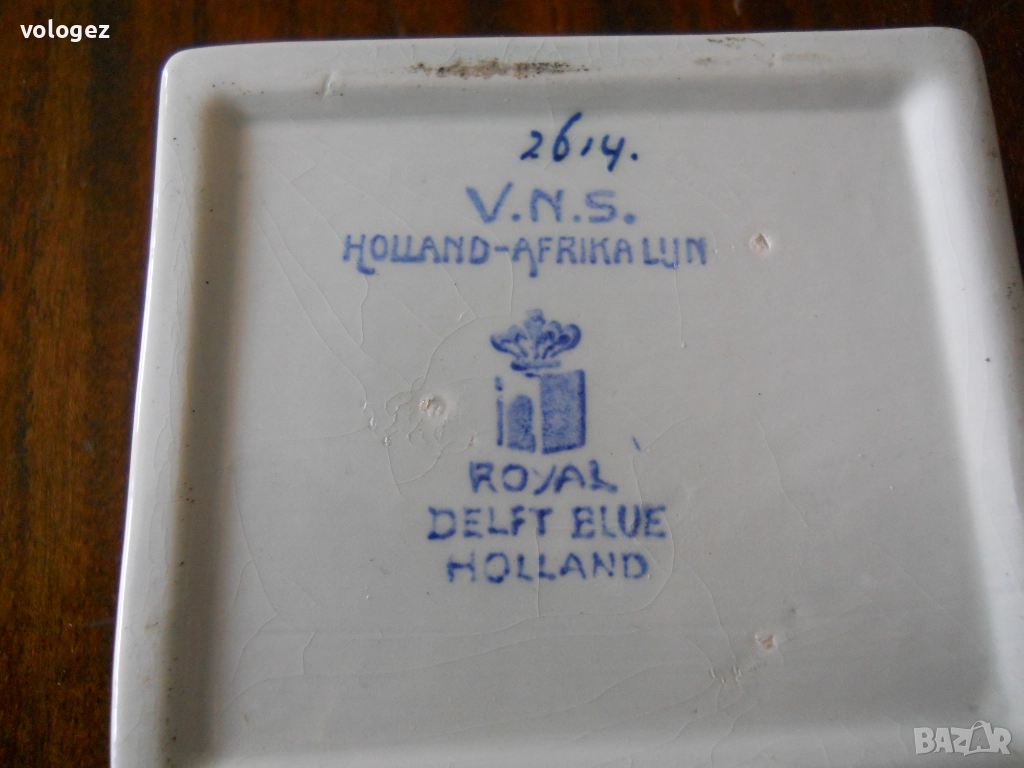 vologez
2614.
V.N.S.
HOLLAND-AFRIKA LIJN
ROYAL
DELFT BLUE
HOLLAND
BAZAR